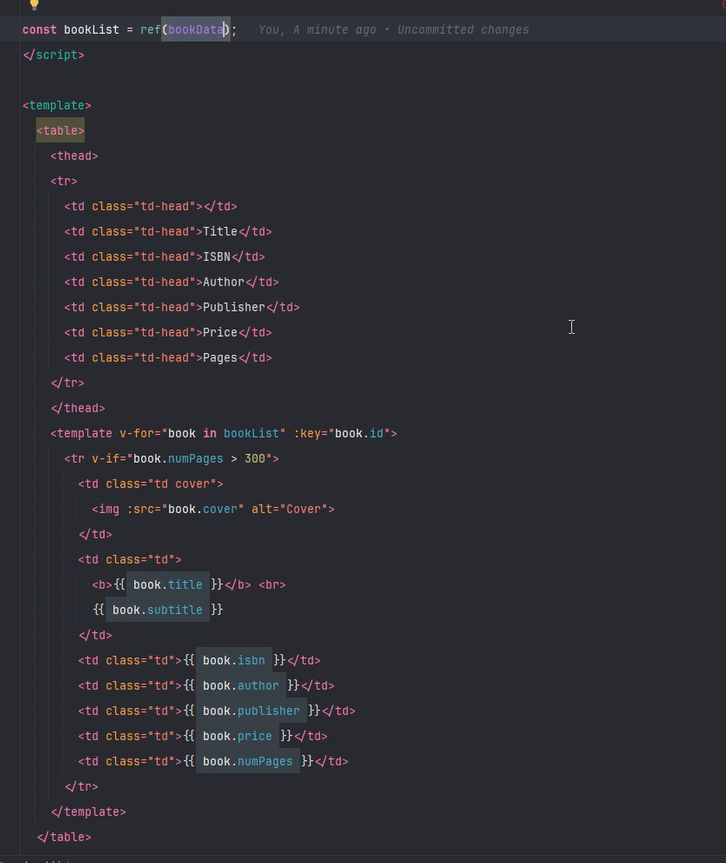 const bookList = ref(bookData); You, A minute ago • Uncommitted changes
</script>
<template>
<table>
<thead>
<tr>
<td class="td-head"></td>
<td class="td-head">Title</td>
<td class="td-head">ISBN</td>
<td class="td-head">Author</td>
<td class="td-head">Publisher</td>
<td class="td-head">Price</td>
<td class="td-head">Pages</td>
</tr>
</thead>
<template v-for="book in bookList" :key="book.id">
<tr v-if="book.numPages > 300">
<td class="td cover">
<img :src="book.cover" alt="Cover">
</td>
<td class="td">
<b>{{ book.title }}</b> <br>
{{ book.subtitle }}
</td>
<td class="td">{{ book.isbn }}</td>
<td class="td">{{ book.author }}</td>
<td class="td">{{ book.publisher }}</td>
<td class="td">{{ book.price }}</td>
<td class="td">{{ book.numPages }}</td>
</tr>
</template>
</table>